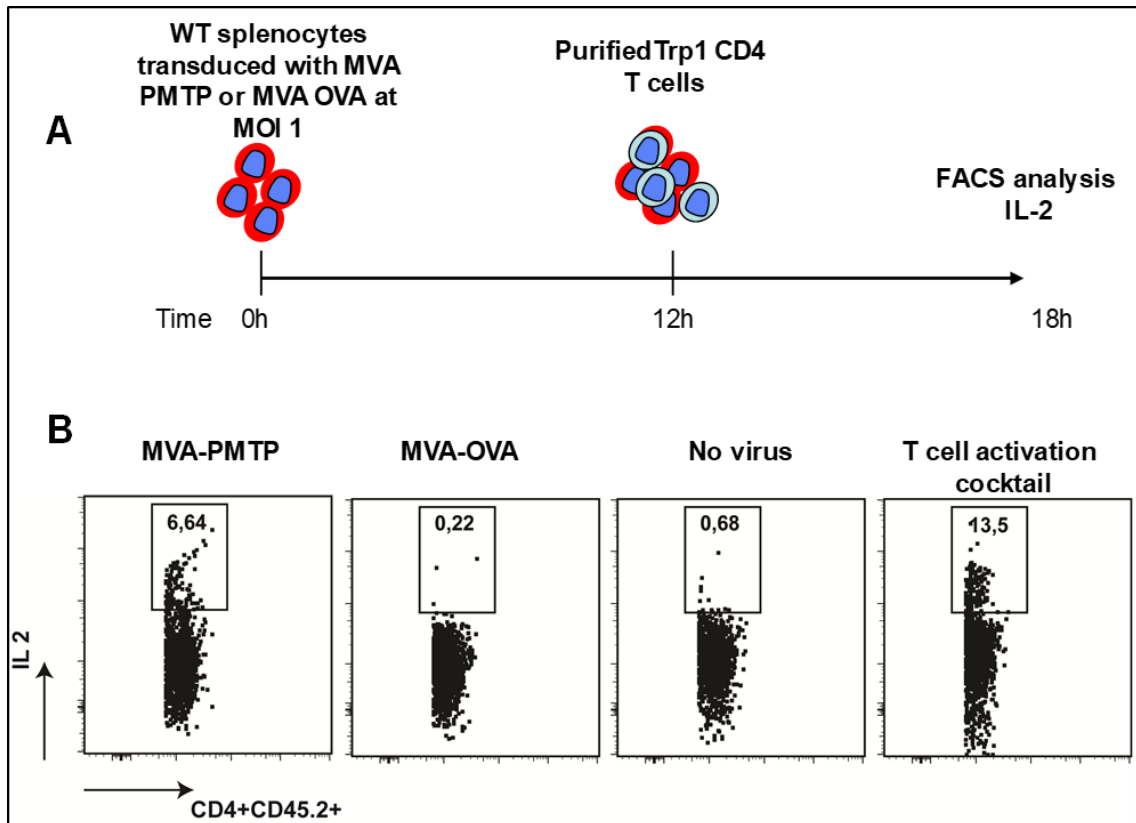 A
WT splenocytes
transduced with MVA
PMTP or MVA OVA at
MOI 1
Purified Trp1 CD4
T cells
FACS analysis
IL-2
Time 0h 12h 18h
B
MVA-PMTP MVA-OVA No virus T cell activation
cocktail
6,64 0,22 0,68 13,5
IL 2
CD4+CD45.2+